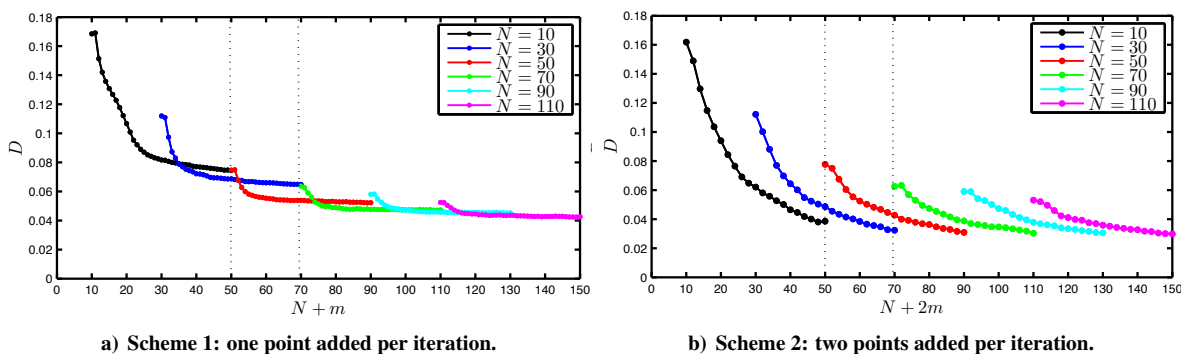 0.18
0.16
0.14
0.12
0.1
0.08
0.06
0.04
0.02
0
D
0 10 20 30 40 50 60 70 80 90 100 110 120 130 140 150
N + m
N = 10
N = 30
N = 50
N = 70
N = 90
N = 110
a) Scheme 1: one point added per iteration.
0.18
0.16
0.14
0.12
0.1
0.08
0.06
0.04
0.02
0
D
0 10 20 30 40 50 60 70 80 90 100 110 120 130 140 150
N + 2m
N = 10
N = 30
N = 50
N = 70
N = 90
N = 110
b) Scheme 2: two points added per iteration.